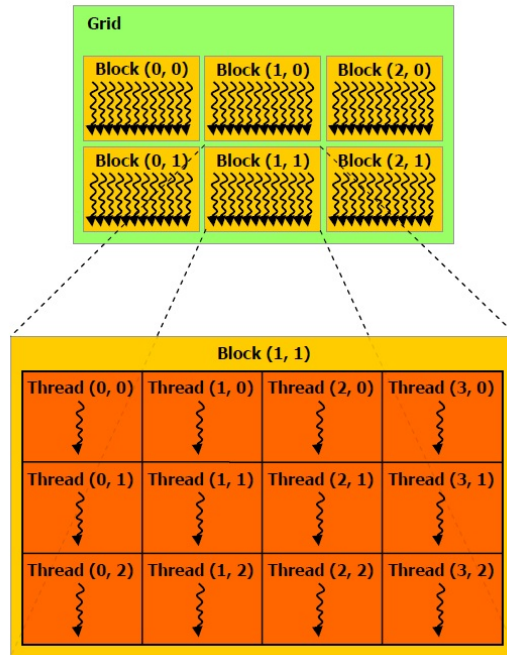 Grid
Block (0, 0) Block (1, 0) Block (2, 0)
Block (0, 1) Block (1, 1) Block (2, 1)
Block (1, 1)
Thread (0, 0) Thread (1, 0) Thread (2, 0) Thread (3, 0)
Thread (0, 1) Thread (1, 1) Thread (2, 1) Thread (3, 1)
Thread (0, 2) Thread (1, 2) Thread (2, 2) Thread (3, 2)